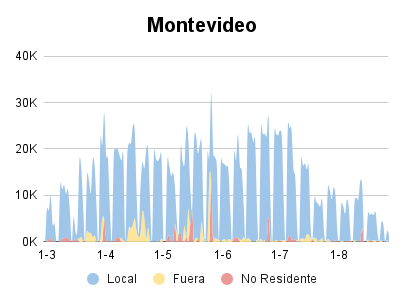 Montevideo
40K
30K
20K
10K
0K
1-3 1-4 1-5 1-6 1-7 1-8
Local Fuera No Residente